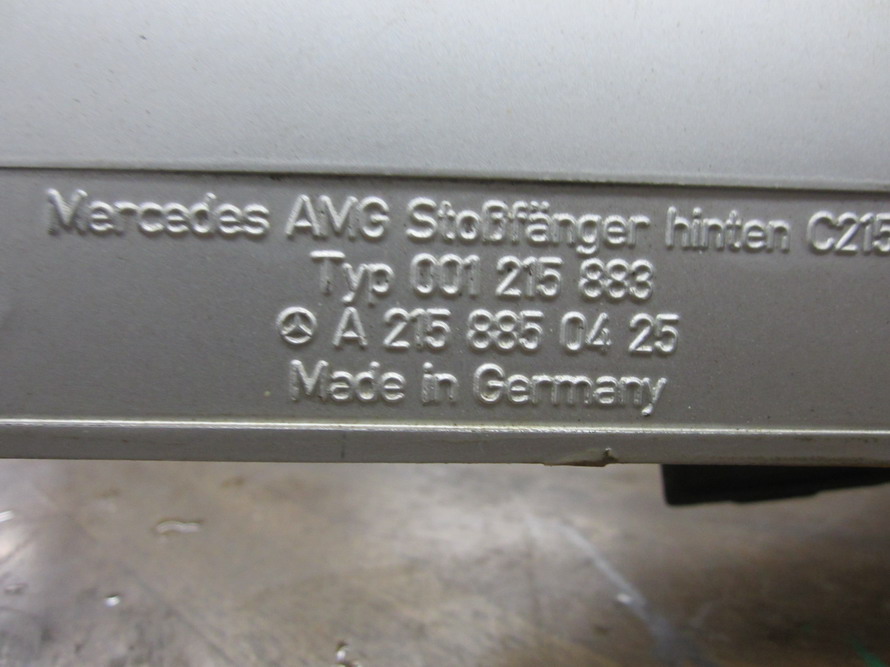 Mercedes AMG Stoßfänger hinten C215
Typ 001 215 883
A 215 885 04 25
Made in Germany